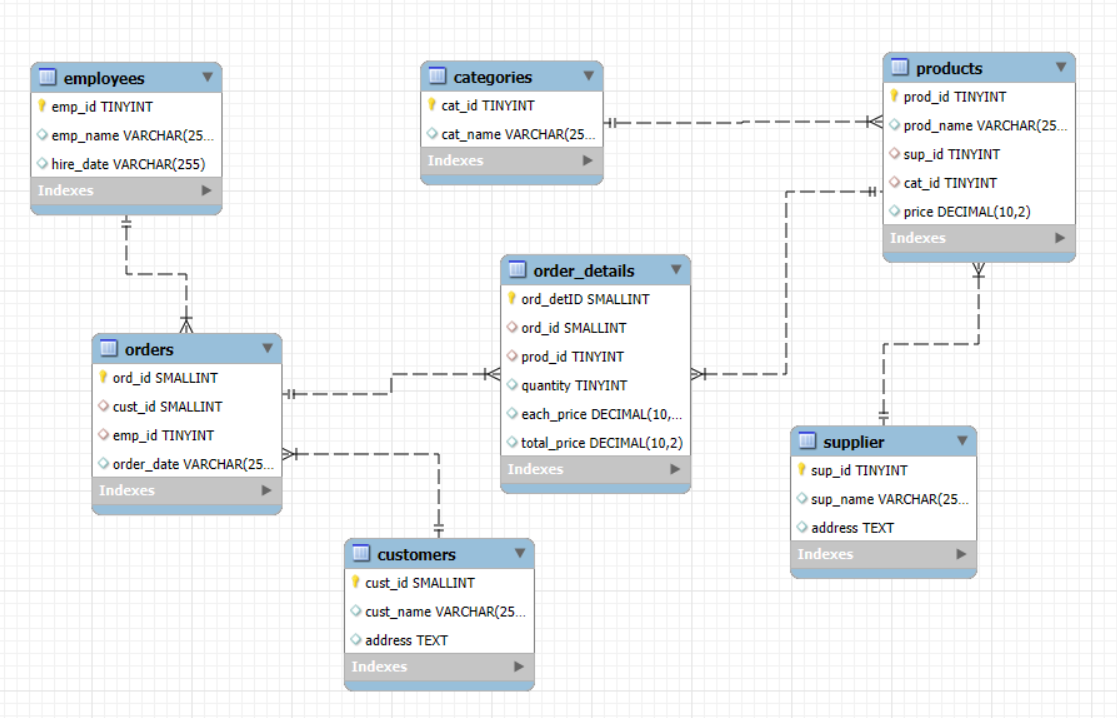 employees
emp_id TINYINT
emp_name VARCHAR(25...
hire_date VARCHAR(255)
Indexes
categories
cat_id TINYINT
cat_name VARCHAR(25...
Indexes
products
prod_id TINYINT
prod_name VARCHAR(25...
sup_id TINYINT
cat_id TINYINT
price DECIMAL(10,2)
Indexes
order_details
ord_detID SMALLINT
ord_id SMALLINT
prod_id TINYINT
quantity TINYINT
each_price DECIMAL(10,...
total_price DECIMAL(10,2)
Indexes
orders
ord_id SMALLINT
cust_id SMALLINT
emp_id TINYINT
order_date VARCHAR(25...
Indexes
supplier
sup_id TINYINT
sup_name VARCHAR(25...
address TEXT
Indexes
customers
cust_id SMALLINT
cust_name VARCHAR(25...
address TEXT
Indexes